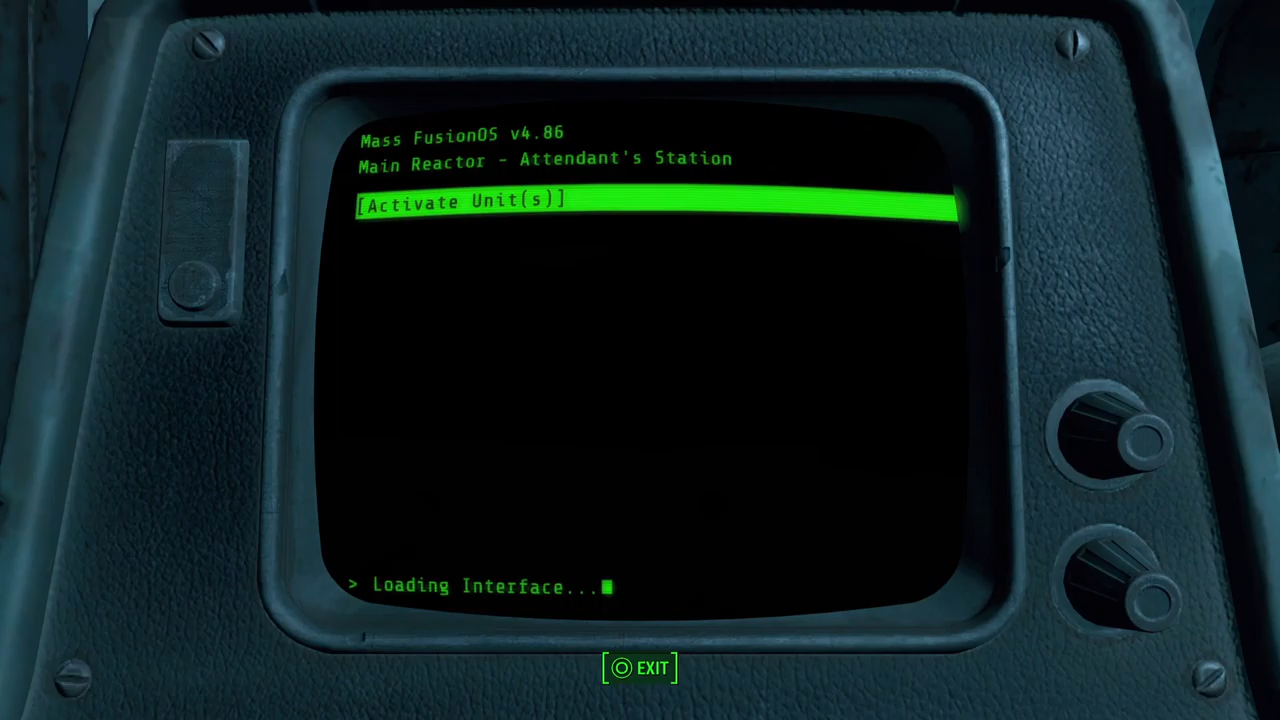 Mass FusionOS v4.86
Main Reactor - Attendant's Station
[Activate Unit(s)]
> Loading Interface...
EXIT